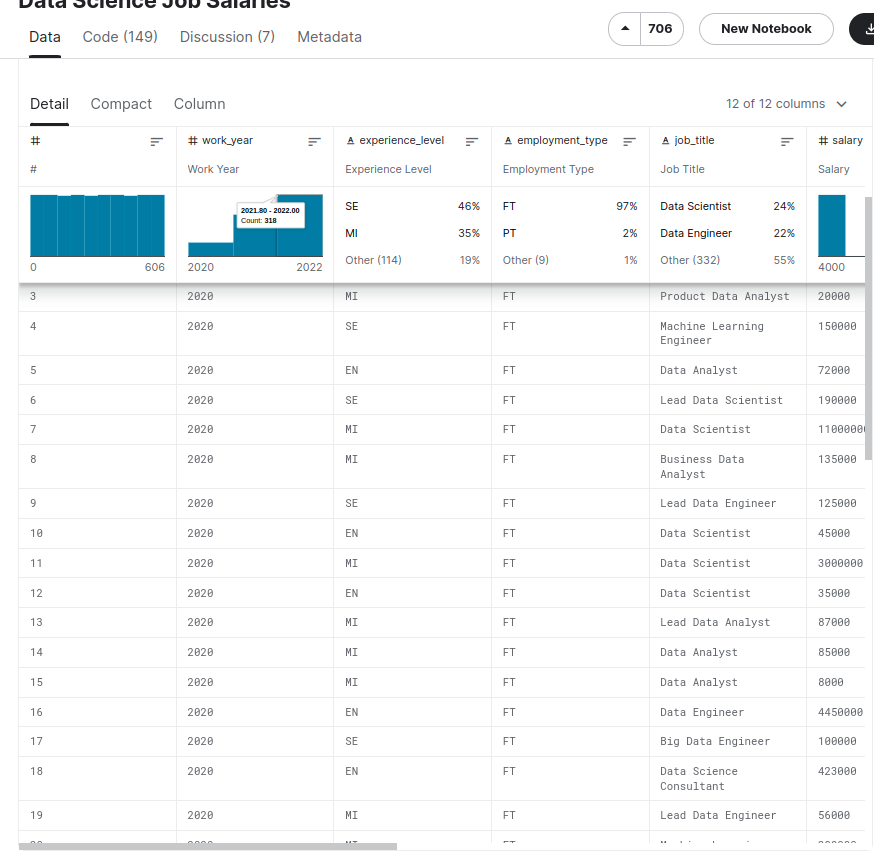 Data Science Job Salaries
Data Code (149) Discussion (7) Metadata
706 New Notebook
Detail Compact Column 12 of 12 columns
# work_year experience_level employment_type job_title # salary
# Work Year Experience Level Employment Type Job Title Salary
SE 46% FT 97% Data Scientist 24%
2021.80 - 2022.00
Count: 318
MI 35% PT 2% Data Engineer 22%
Other (114) 19% Other (9) 1% Other (332) 55%
0 606 2020 2022 4000
3 2020 MI FT Product Data Analyst 20000
4 2020 SE FT Machine Learning 150000
Engineer
5 2020 EN FT Data Analyst 72000
6 2020 SE FT Lead Data Scientist 190000
7 2020 MI FT Data Scientist 11000000
8 2020 MI FT Business Data 135000
Analyst
9 2020 SE FT Lead Data Engineer 125000
10 2020 EN FT Data Scientist 45000
11 2020 MI FT Data Scientist 3000000
12 2020 EN FT Data Scientist 35000
13 2020 MI FT Lead Data Analyst 87000
14 2020 MI FT Data Analyst 85000
15 2020 MI FT Data Analyst 8000
16 2020 EN FT Data Engineer 4450000
17 2020 SE FT Big Data Engineer 100000
18 2020 EN FT Data Science 423000
Consultant
19 2020 MI FT Lead Data Engineer 56000